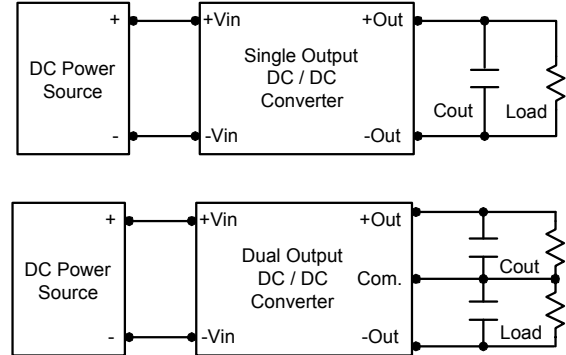 + +Vin +Out
Single Output
DC Power DC / DC
Source Converter
Cout Load
- -Vin -Out
+ +Vin +Out
Dual Output
DC Power DC / DC Com. Cout
Source Converter
Load
- -Vin -Out